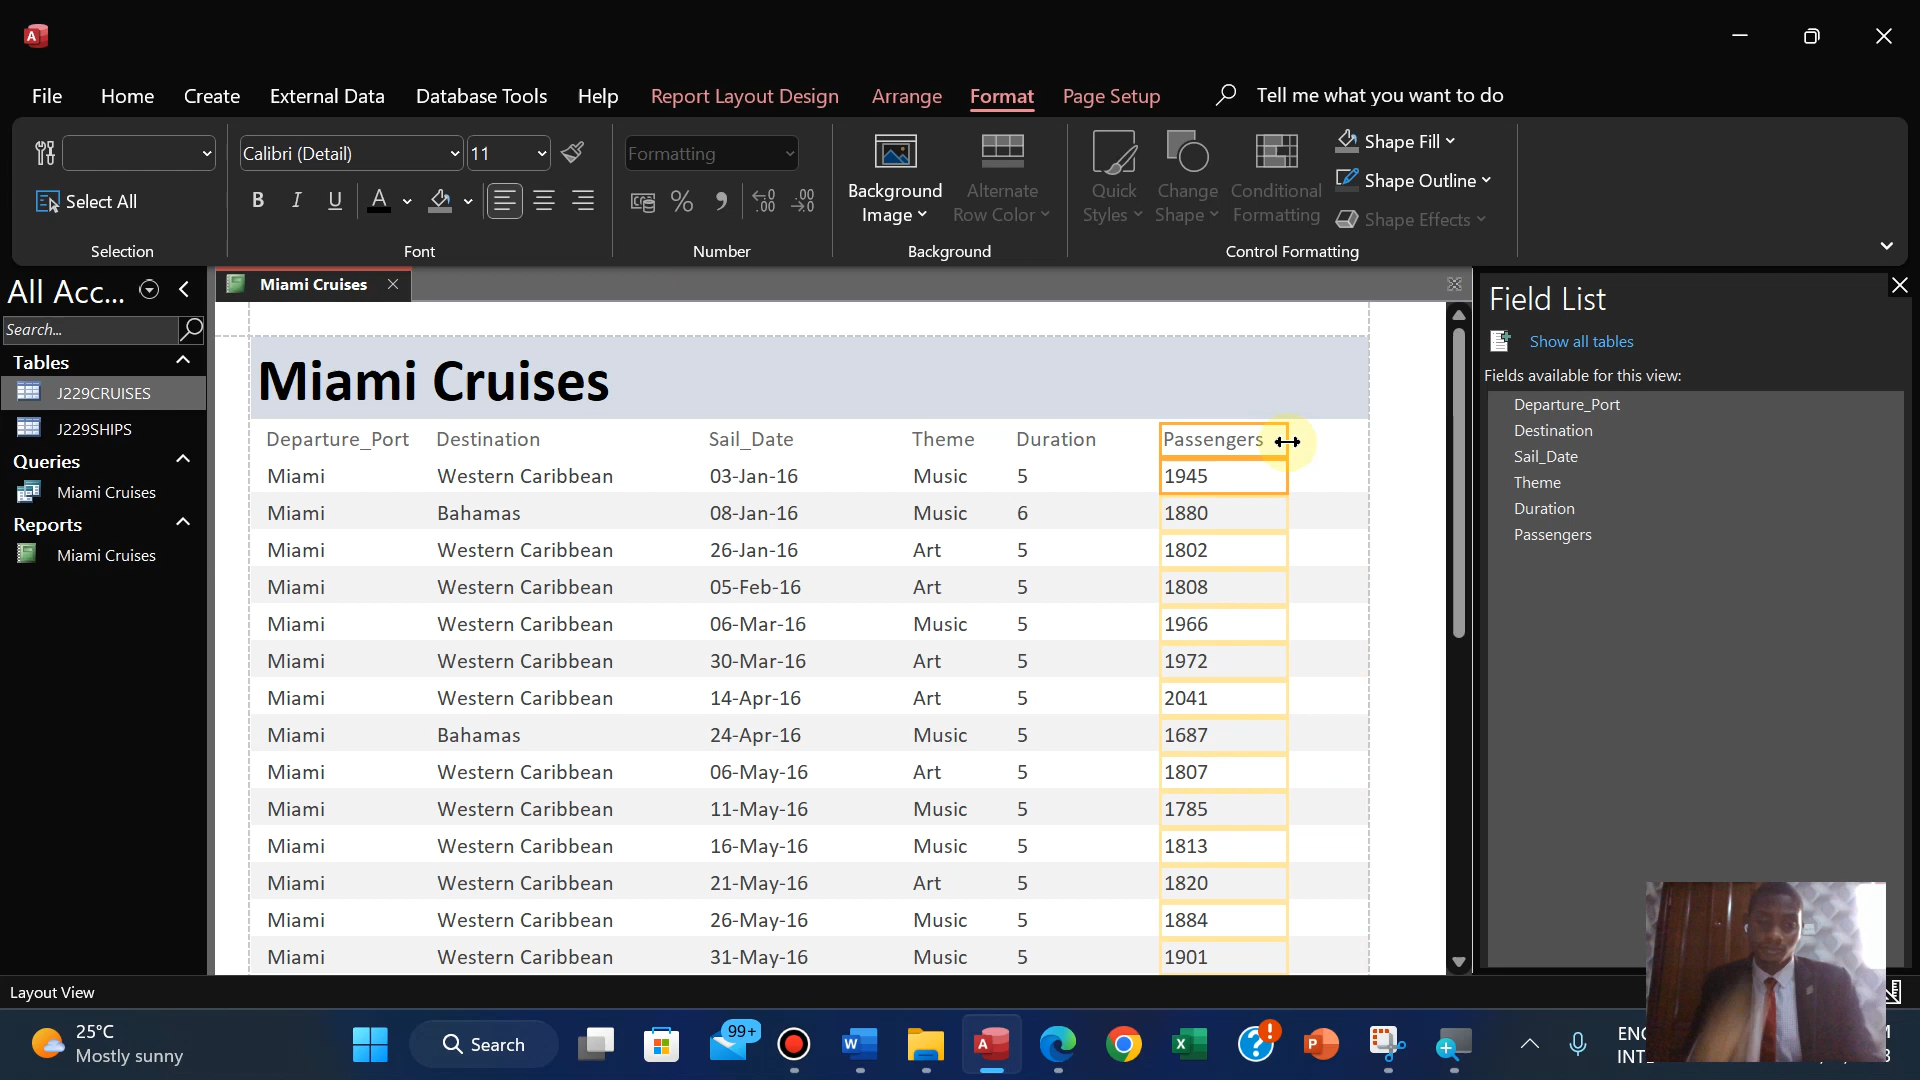 File Home Create External Data Database Tools Help Report Layout Design Arrange Format Page Setup Tell me what you want to do
Calibri (Detail) 11 Formatting
Select All B I U A % , .00
Background Image Alternate Row Color Quick Styles Change Shape Conditional Formatting
Shape Fill
Shape Outline
Shape Effects
Selection Font Number Background Control Formatting
All Acc...
Search...
Tables
J229CRUISES
J229SHIPS
Queries
Miami Cruises
Reports
Miami Cruises
Miami Cruises
Miami Cruises
Departure_Port Destination Sail_Date Theme Duration Passengers
Miami Western Caribbean 03-Jan-16 Music 5 1945
Miami Bahamas 08-Jan-16 Music 6 1880
Miami Western Caribbean 26-Jan-16 Art 5 1802
Miami Western Caribbean 05-Feb-16 Art 5 1808
Miami Western Caribbean 06-Mar-16 Music 5 1966
Miami Western Caribbean 30-Mar-16 Art 5 1972
Miami Western Caribbean 14-Apr-16 Art 5 2041
Miami Bahamas 24-Apr-16 Music 5 1687
Miami Western Caribbean 06-May-16 Art 5 1807
Miami Western Caribbean 11-May-16 Music 5 1785
Miami Western Caribbean 16-May-16 Music 5 1813
Miami Western Caribbean 21-May-16 Art 5 1820
Miami Western Caribbean 26-May-16 Music 5 1884
Miami Western Caribbean 31-May-16 Music 5 1901
Field List
Show all tables
Fields available for this view:
Departure_Port
Destination
Sail_Date
Theme
Duration
Passengers
Layout View
25°C
Mostly sunny
Search
99+
ENG
INT